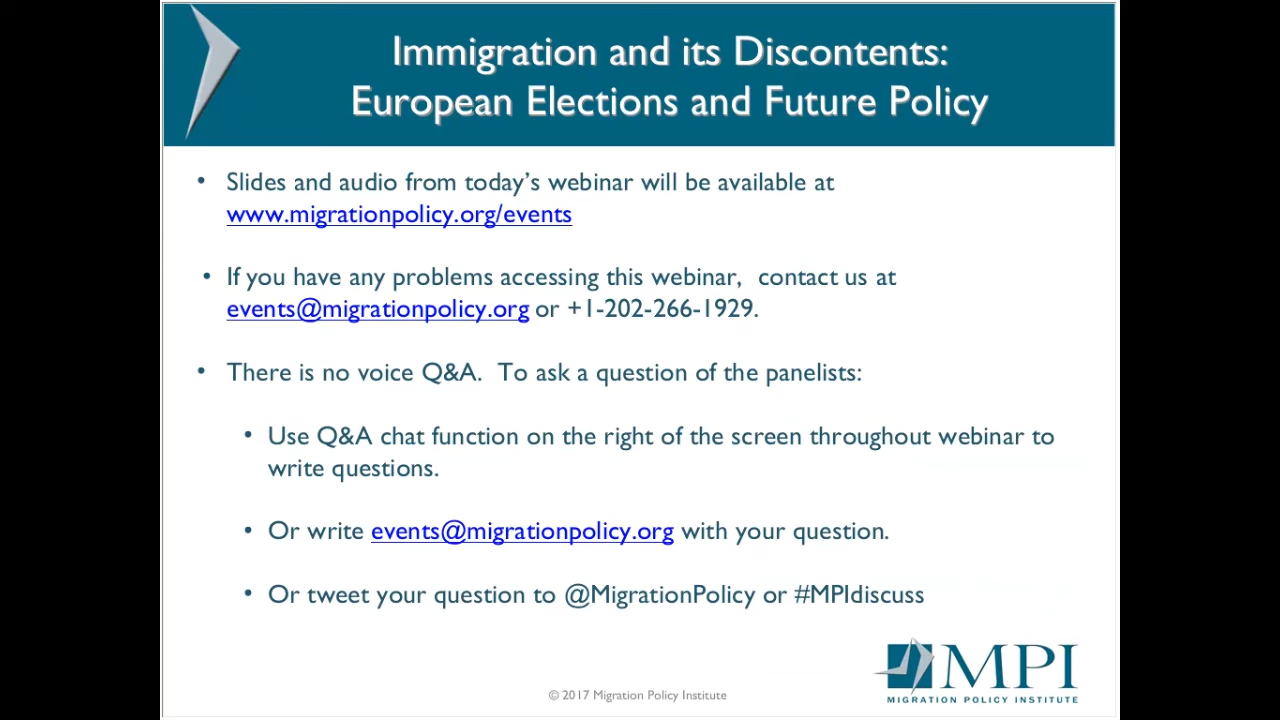 Immigration and its Discontents:
European Elections and Future Policy
• Slides and audio from today's webinar will be available at
www.migrationpolicy.org/events
• If you have any problems accessing this webinar,  contact us at
events@migrationpolicy.org or +1-202-266-1929.
• There is no voice Q&A.  To ask a question of the panelists:
• Use Q&A chat function on the right of the screen throughout webinar to
write questions.
• Or write events@migrationpolicy.org with your question.
• Or tweet your question to @MigrationPolicy or #MPIdiscuss
MPI
MIGRATION POLICY INSTITUTE
© 2017 Migration Policy Institute